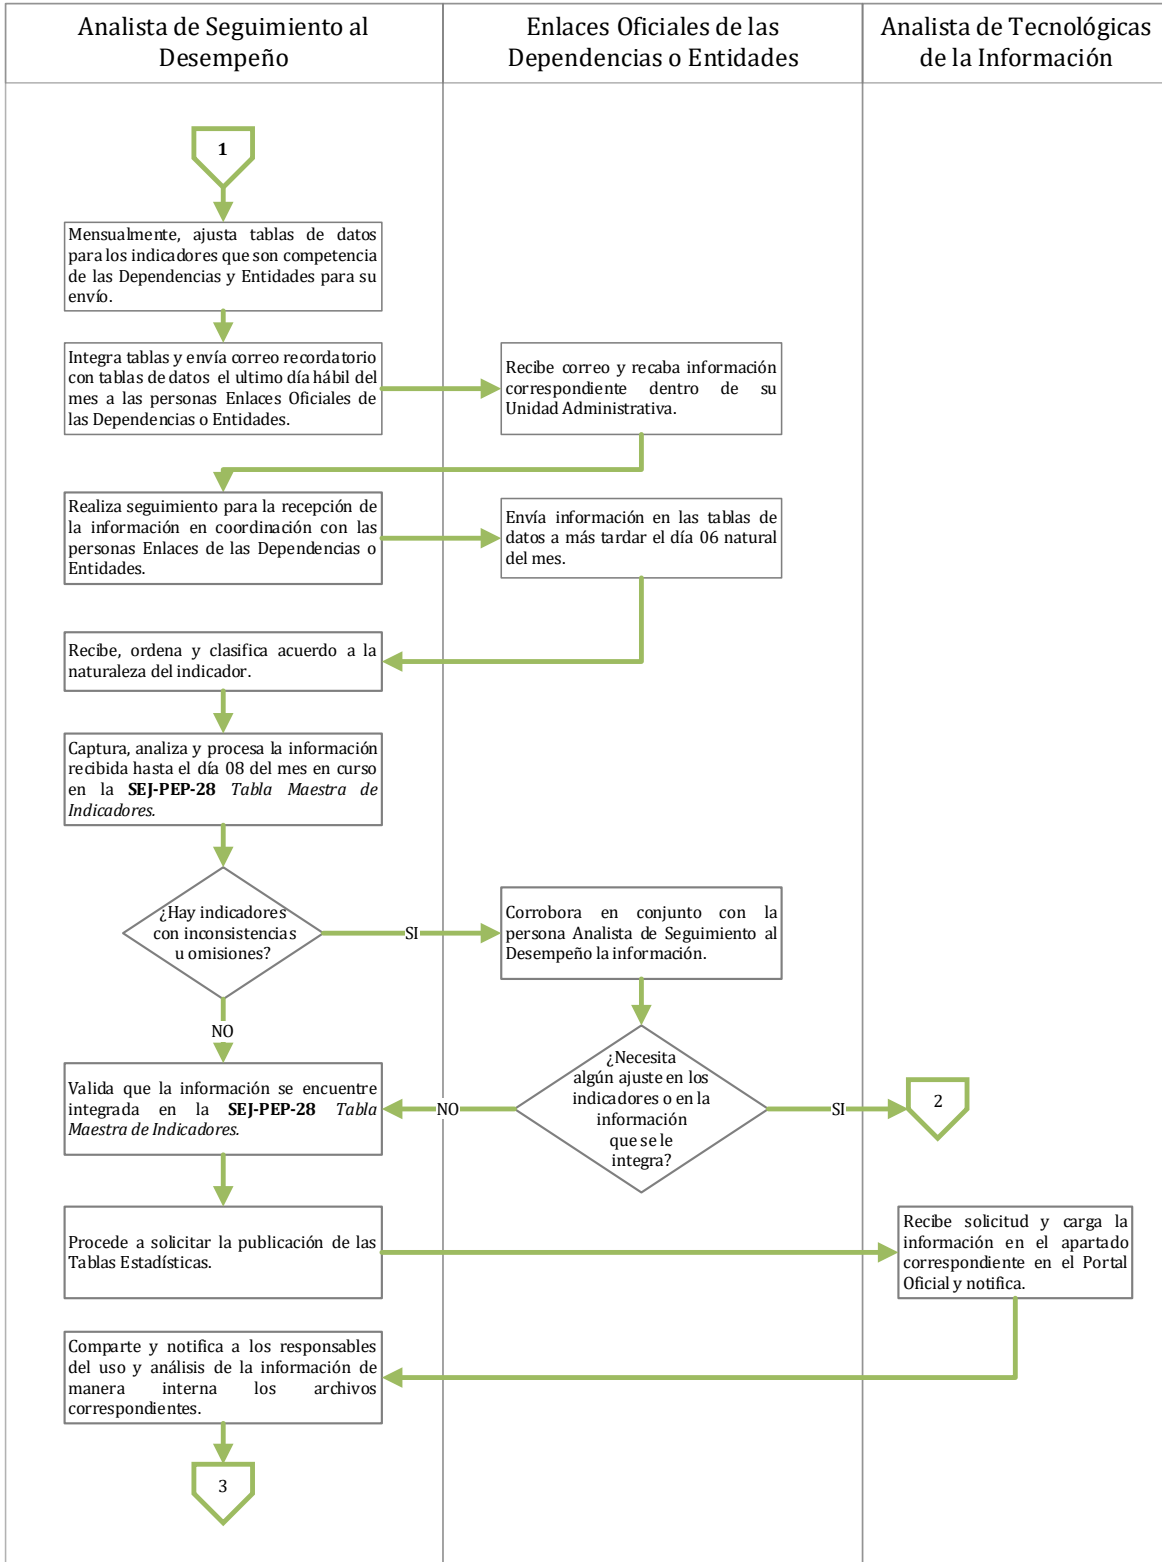 Analista de Seguimiento al
Desempeño
Enlaces Oficiales de las
Dependencias o Entidades
Analista de Tecnológicas
de la Información
1
Mensualmente, ajusta tablas de datos
para los indicadores que son competencia
de las Dependencias y Entidades para su
envío.
Integra tablas y envía correo recordatorio
con tablas de datos el ultimo día hábil del
mes a las personas Enlaces Oficiales de
las Dependencias o Entidades.
Recibe correo y recaba información
correspondiente dentro de su
Unidad Administrativa.
Realiza seguimiento para la recepción de
la información en coordinación con las
personas Enlaces de las Dependencias o
Entidades.
Envía información en las tablas de
datos a más tardar el día 06 natural
del mes.
Recibe, ordena y clasifica acuerdo a la
naturaleza del indicador.
Captura, analiza y procesa la información
recibida hasta el día 08 del mes en curso
en la SEJ-PEP-28 Tabla Maestra de
Indicadores.
¿Hay indicadores
con inconsistencias
u omisiones?
SI
Corrobora en conjunto con la
persona Analista de Seguimiento al
Desempeño la información.
NO
¿Necesita
algún ajuste en los
indicadores o en la
información
que se le
integra?
NO
SI
2
Valida que la información se encuentre
integrada en la SEJ-PEP-28 Tabla
Maestra de Indicadores.
Procede a solicitar la publicación de las
Tablas Estadísticas.
Recibe solicitud y carga la
información en el apartado
correspondiente en el Portal
Oficial y notifica.
Comparte y notifica a los responsables
del uso y análisis de la información de
manera interna los archivos
correspondientes.
3